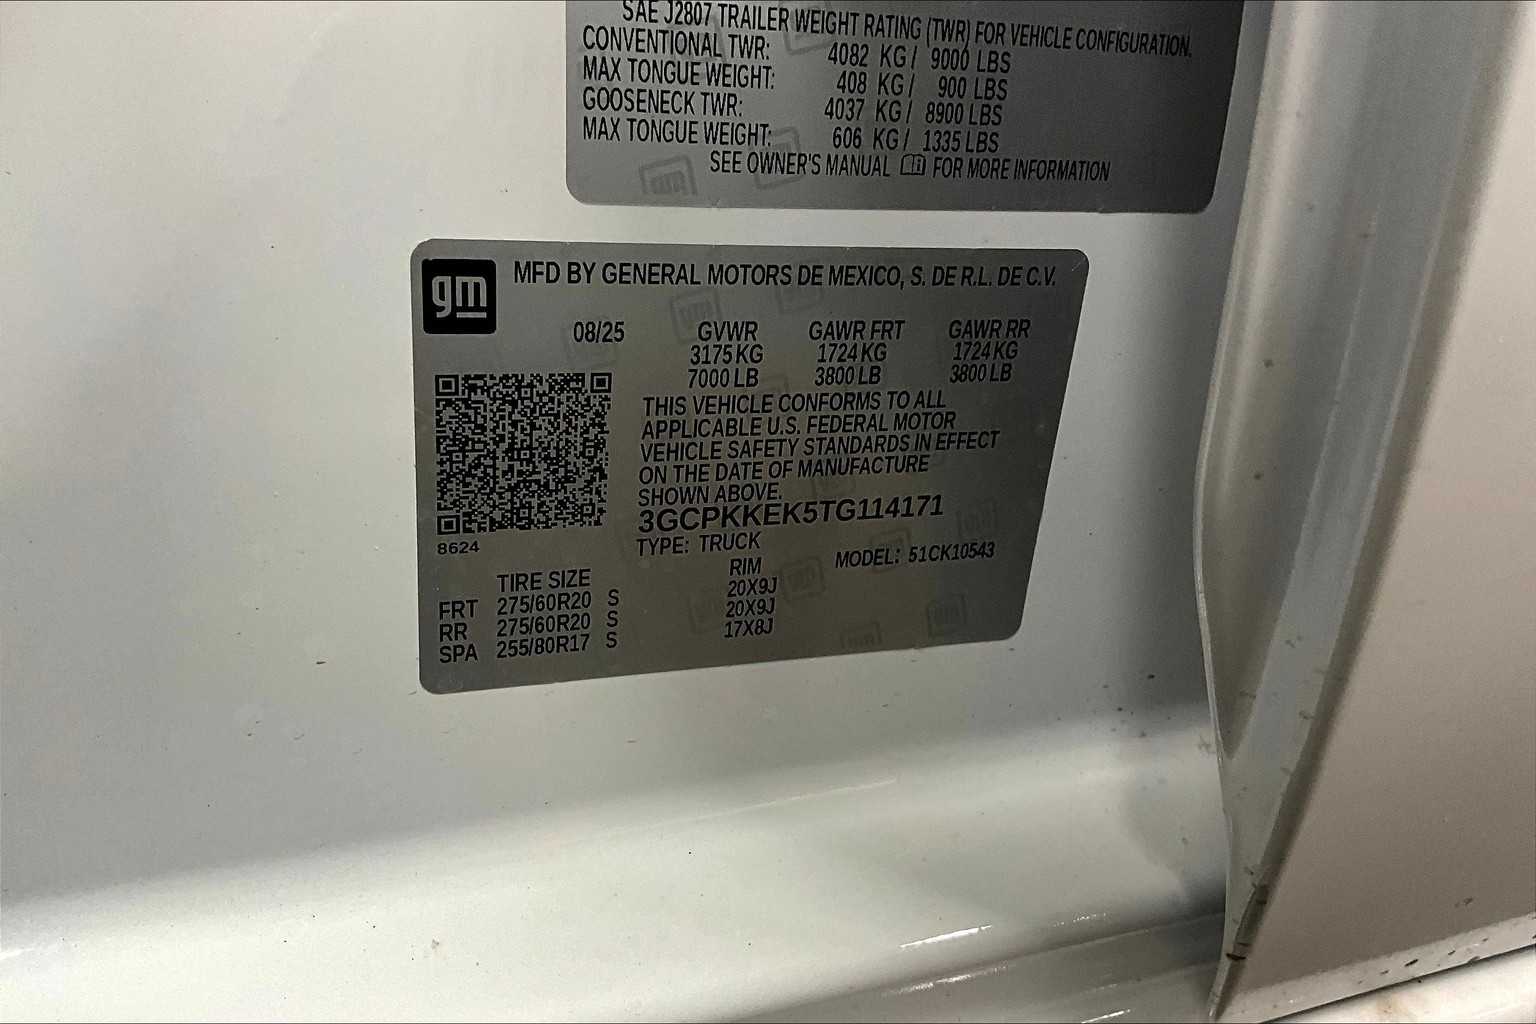 SAE J2807 TRAILER WEIGHT RATING (TWR) FOR VEHICLE CONFIGURATION.
CONVENTIONAL TWR: 4082 KG / 9000 LBS
MAX TONGUE WEIGHT: 408 KG / 900 LBS
GOOSENECK TWR: 4037 KG / 8900 LBS
MAX TONGUE WEIGHT: 606 KG / 1335 LBS
SEE OWNER'S MANUAL FOR MORE INFORMATION
gm
MFD BY GENERAL MOTORS DE MEXICO, S. DE R.L. DE C.V.
08/25 GVWR GAWR FRT GAWR RR
3175 KG 1724 KG 1724 KG
7000 LB 3800 LB 3800 LB
THIS VEHICLE CONFORMS TO ALL
APPLICABLE U.S. FEDERAL MOTOR
VEHICLE SAFETY STANDARDS IN EFFECT
ON THE DATE OF MANUFACTURE
SHOWN ABOVE.
3GCPKKEK5TG114171
8624
TYPE: TRUCK MODEL: 51CK10543
TIRE SIZE RIM
FRT 275/60R20 S 20X9J
RR 275/60R20 S 20X9J
SPA 255/80R17 S 17X8J